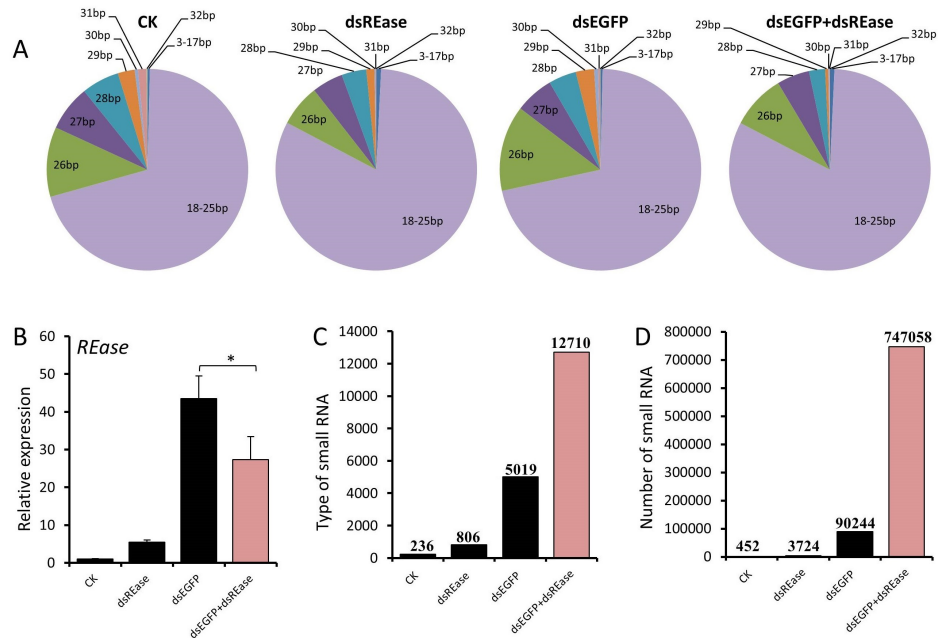 A
CK
31bp
30bp
29bp
28bp
27bp
26bp
18-25bp
32bp
3-17bp
dsREase
30bp
29bp
28bp
27bp
26bp
31bp
32bp
3-17bp
18-25bp
dsEGFP
30bp
29bp
28bp
27bp
26bp
31bp
32bp
3-17bp
18-25bp
dsEGFP+dsREase
29bp
28bp
27bp
26bp
30bp
31bp
32bp
3-17bp
18-25bp
B
REase
Relative expression
60
50
40
30
20
10
0
*
CK
dsREase
dsEGFP
dsEGFP+dsREase
C
Type of small RNA
14000
12000
10000
8000
6000
4000
2000
0
236
806
5019
12710
CK
dsREase
dsEGFP
dsEGFP+dsREase
D
Number of small RNA
800000
700000
600000
500000
400000
300000
200000
100000
0
452
3724
90244
747058
CK
dsREase
dsEGFP
dsEGFP+dsREase